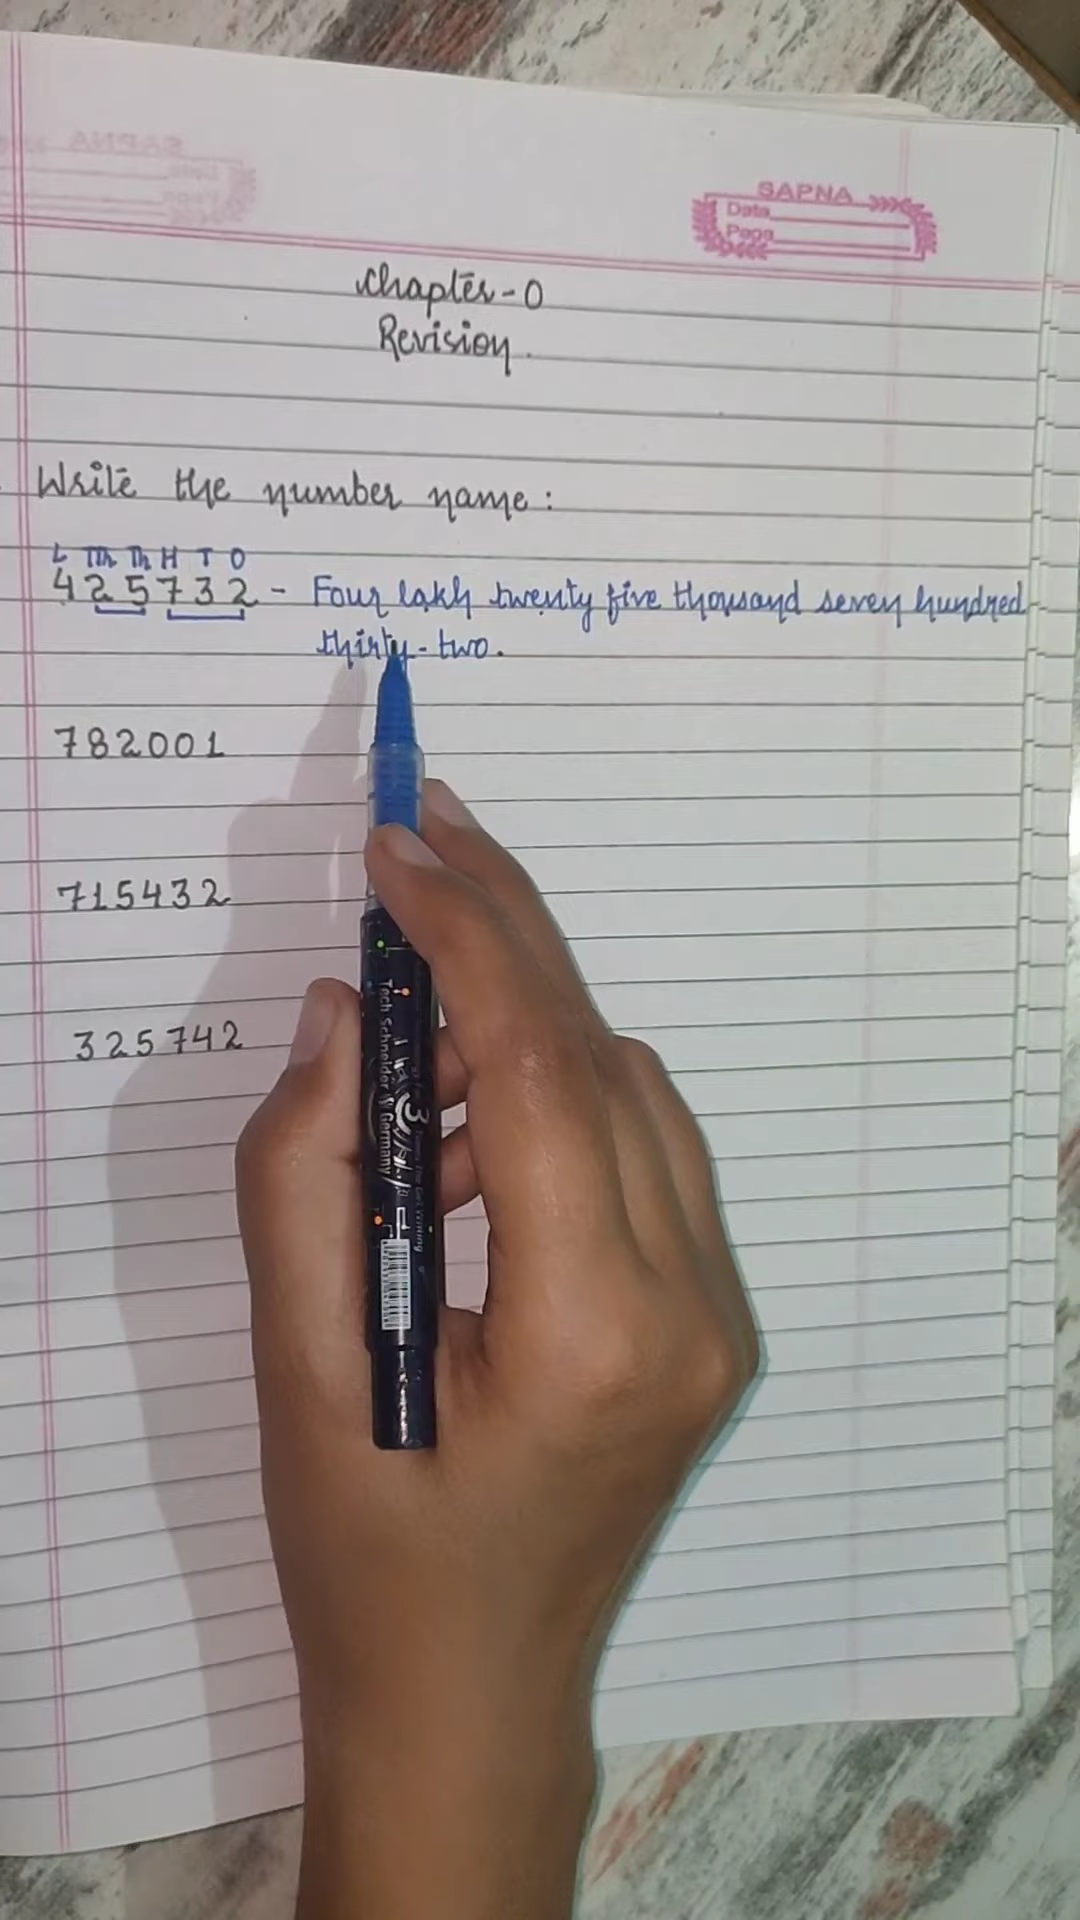 SAPNA
Data
Page
Chapter-0
Revision.
Write the number name:
L TTh Th H T O
425732 - Four lakh twenty five thousand seven hundred
thirty-two.
782001
715432
325742
Tech Schneider Germany